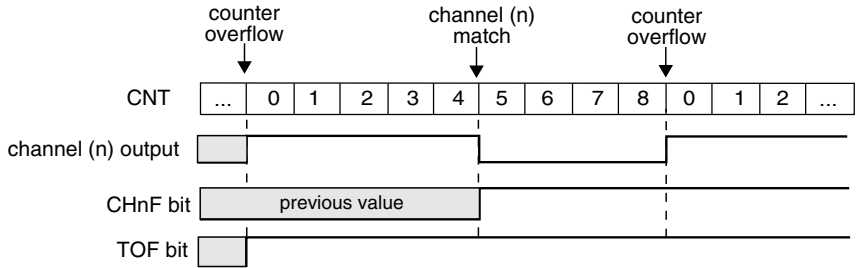 counter overflow
channel (n) match
counter overflow
CNT ... 0 1 2 3 4 5 6 7 8 0 1 2 ...
channel (n) output
CHnF bit previous value
TOF bit